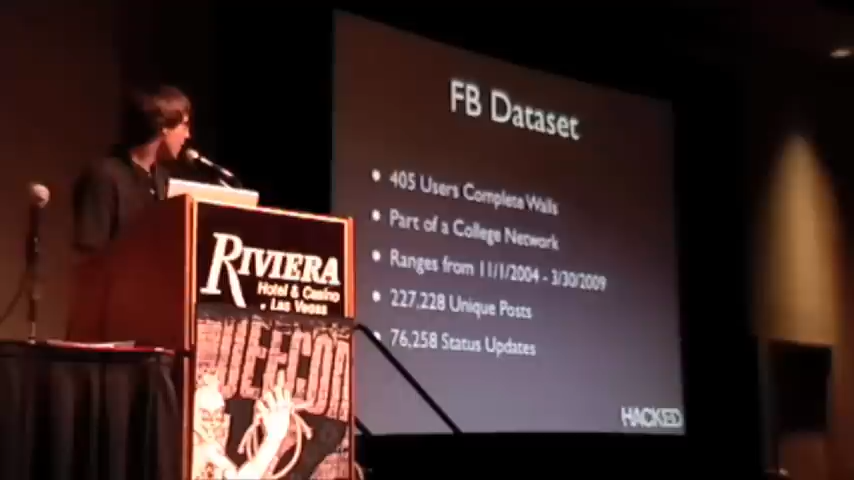 FB Dataset
• 405 Users Complete Walls
• Part of a College Network
• Ranges from 11/1/2004 - 3/30/2009
• 227,228 Unique Posts
• 76,258 Status Updates
HACKED
RIVIERA
Hotel & Casino
Las Vegas
DEFCON